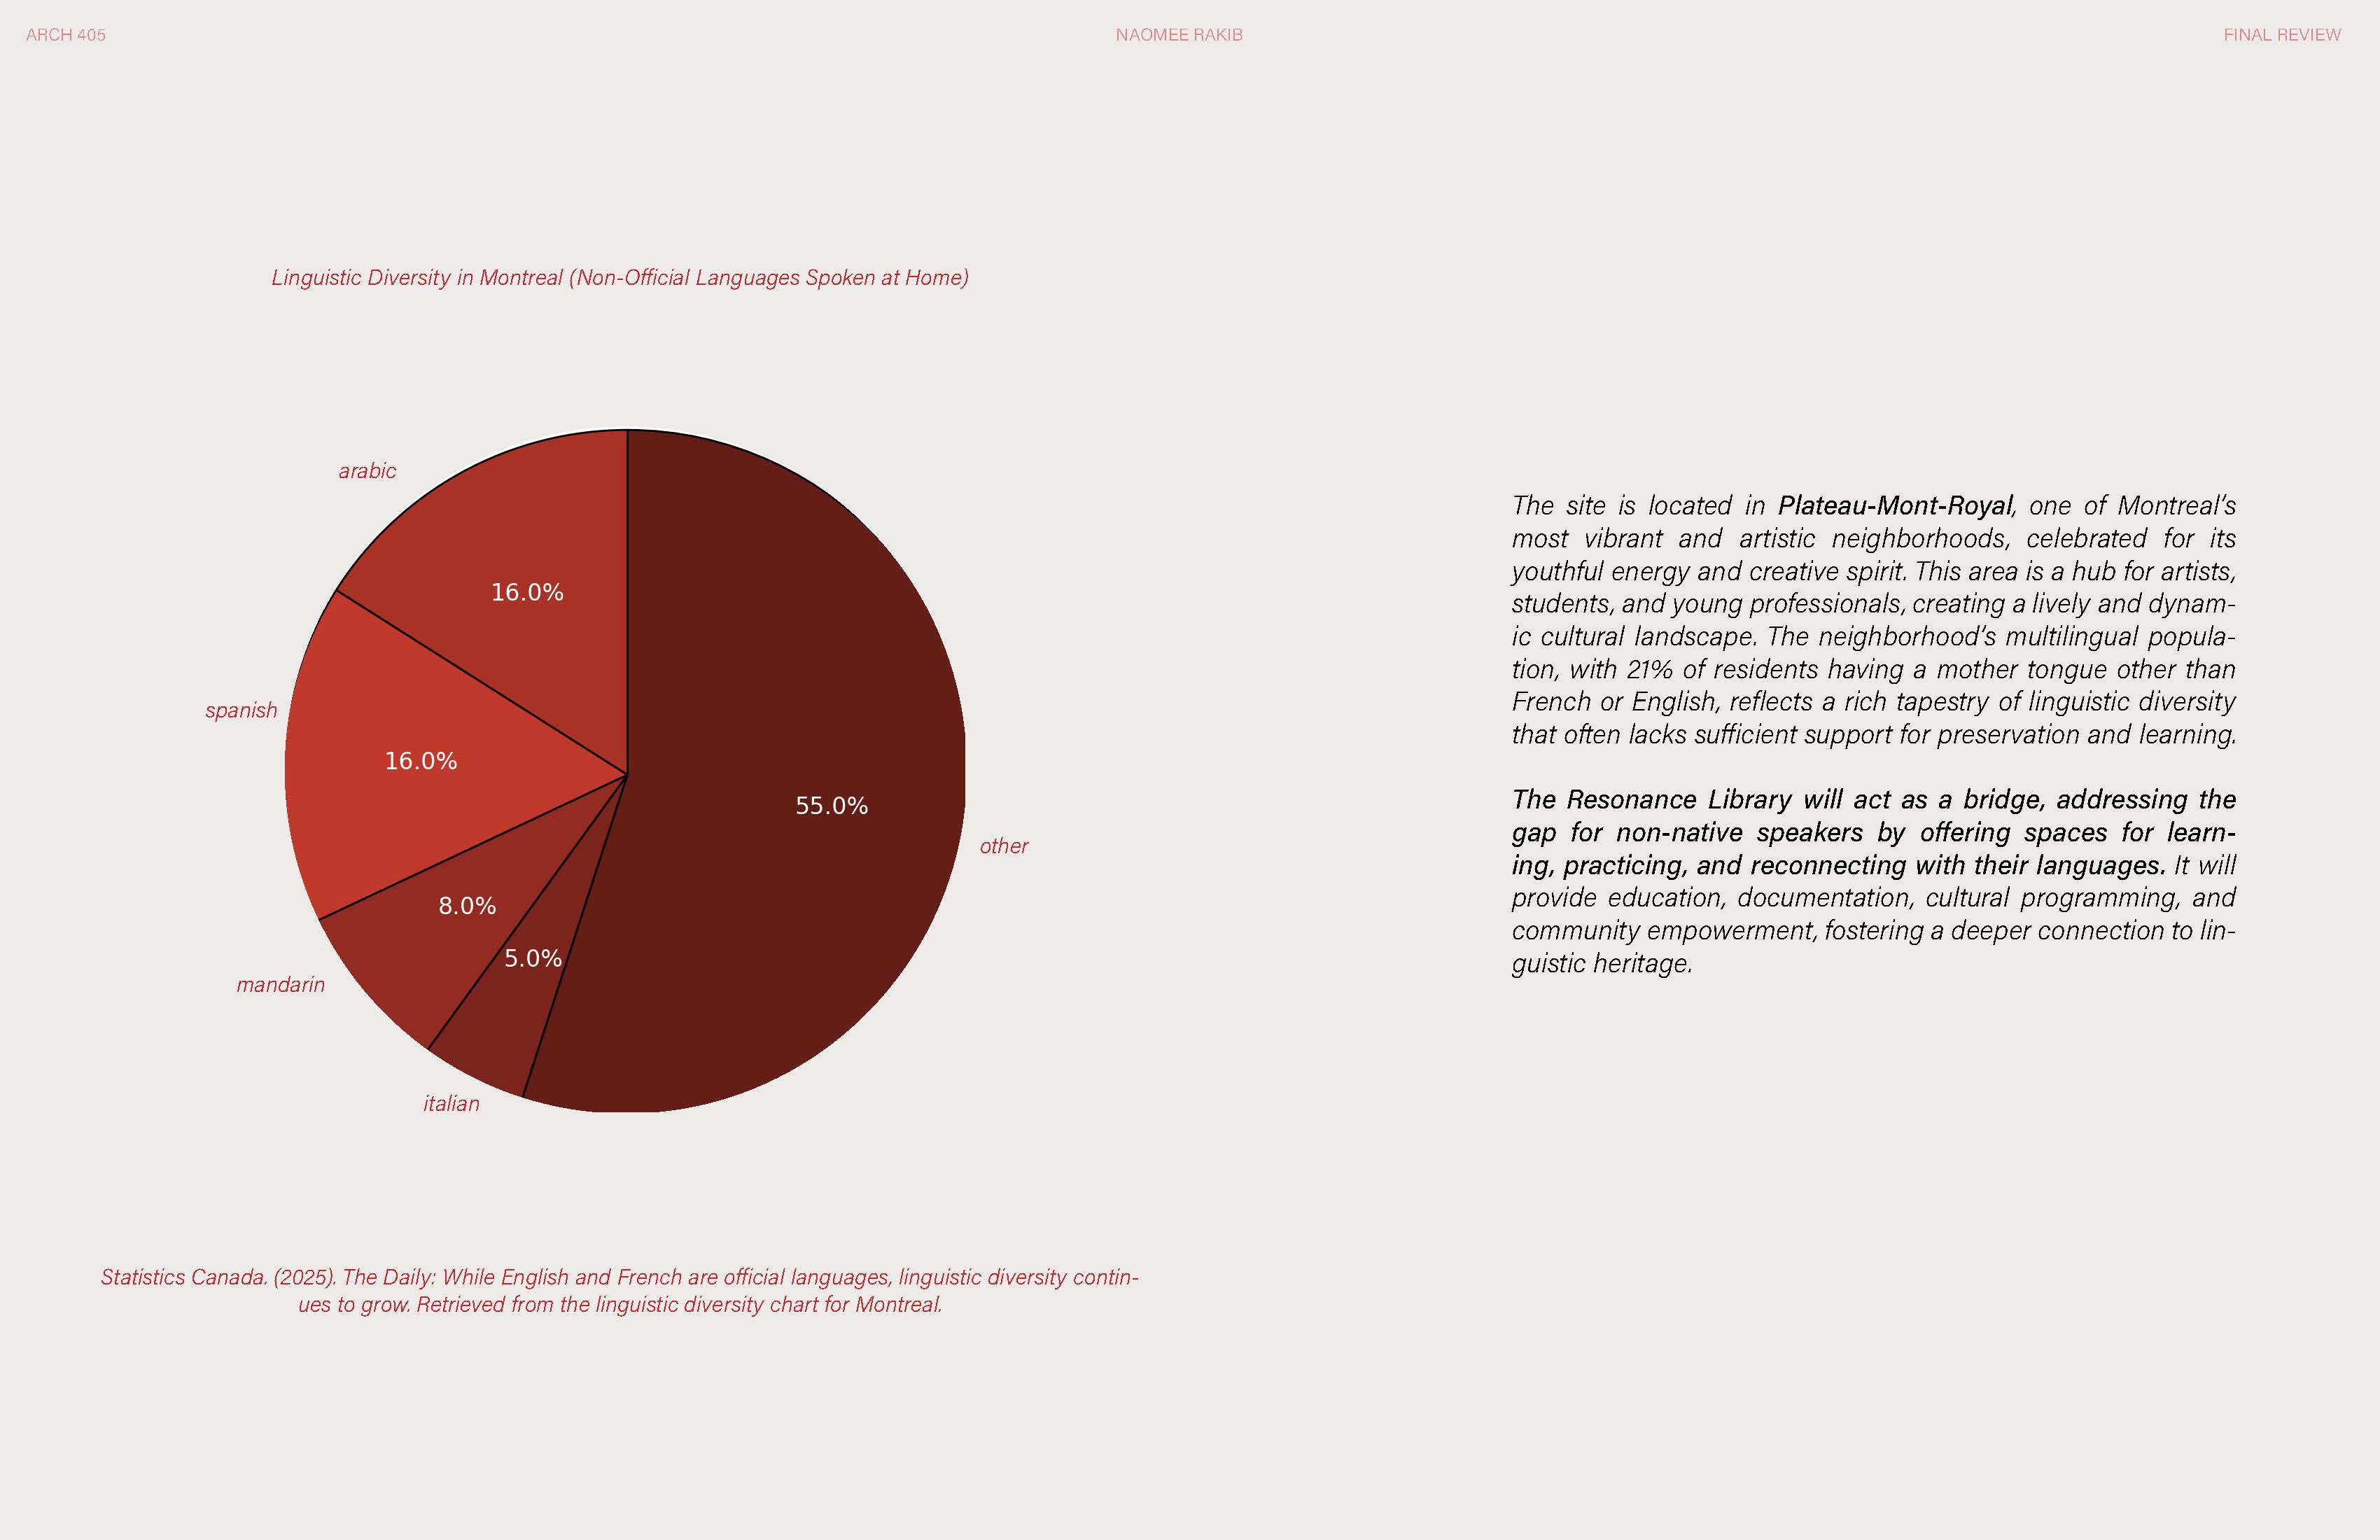 ARCH 405
NAOMEE RAKIB
FINAL REVIEW
Linguistic Diversity in Montreal (Non-Official Languages Spoken at Home)
arabic
16.0%
spanish
16.0%
55.0%
other
8.0%
mandarin
5.0%
italian
Statistics Canada. (2025). The Daily: While English and French are official languages, linguistic diversity contin-
ues to grow. Retrieved from the linguistic diversity chart for Montreal.
The site is located in Plateau-Mont-Royal, one of Montreal's
most vibrant and artistic neighborhoods, celebrated for its
youthful energy and creative spirit. This area is a hub for artists,
students, and young professionals, creating a lively and dynam-
ic cultural landscape. The neighborhood's multilingual popula-
tion, with 21% of residents having a mother tongue other than
French or English, reflects a rich tapestry of linguistic diversity
that often lacks sufficient support for preservation and learning.
The Resonance Library will act as a bridge, addressing the
gap for non-native speakers by offering spaces for learn-
ing, practicing, and reconnecting with their languages. It will
provide education, documentation, cultural programming, and
community empowerment, fostering a deeper connection to lin-
guistic heritage.